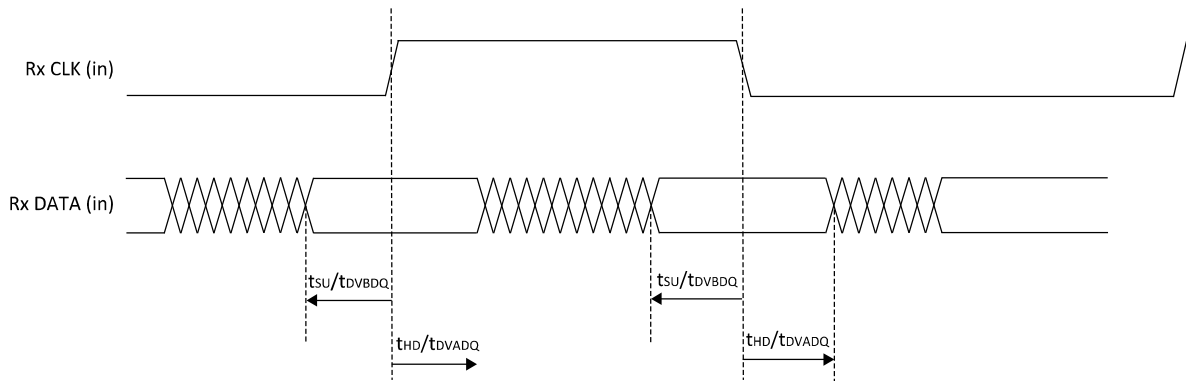 Rx CLK (in)
Rx DATA (in)
tSU/tDVBDQ
tSU/tDVBDQ
tHD/tDVADQ
tHD/tDVADQ